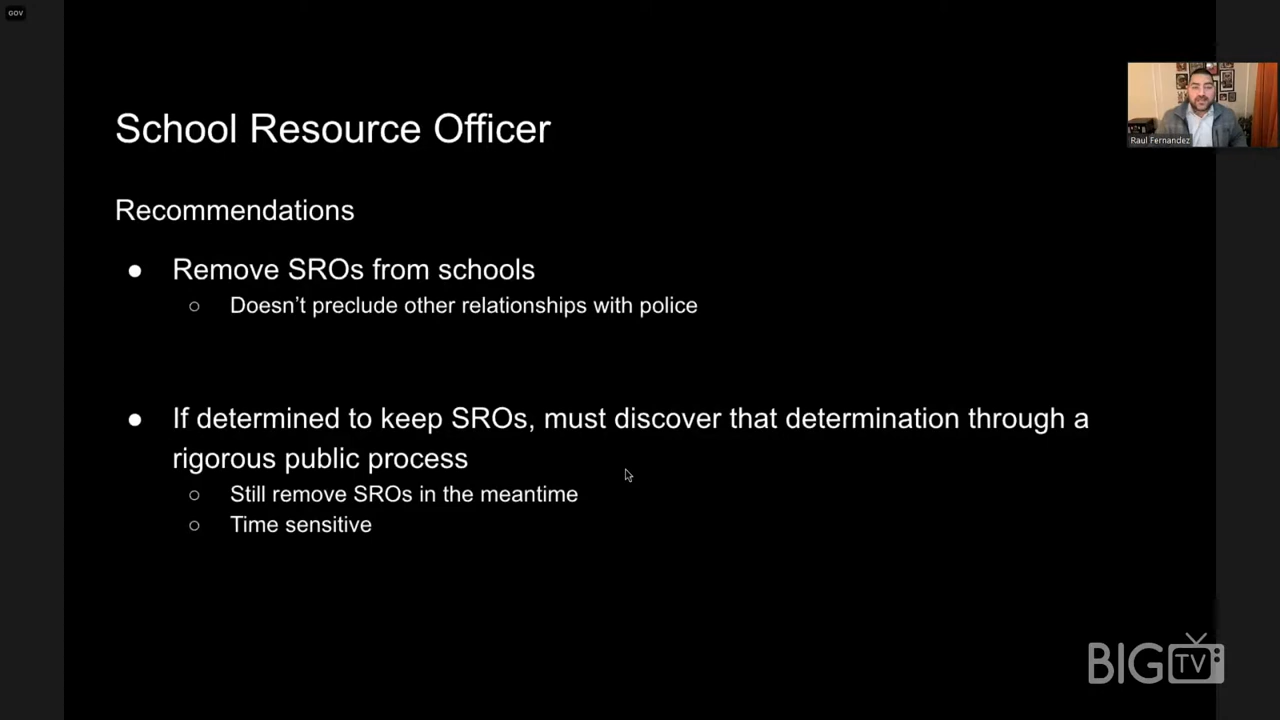 GOV
School Resource Officer
Raul Fernandez
Recommendations
● Remove SROs from schools
○ Doesn’t preclude other relationships with police
● If determined to keep SROs, must discover that determination through a
rigorous public process
○ Still remove SROs in the meantime
○ Time sensitive
BIG TV